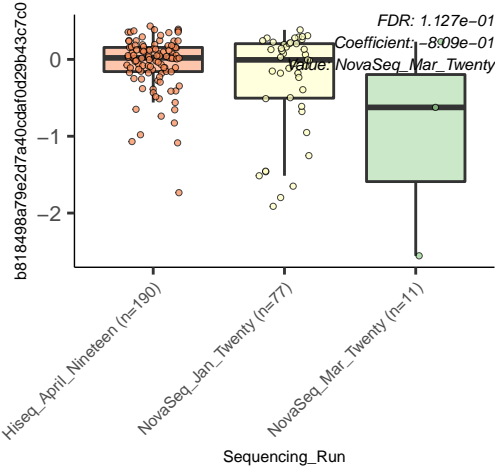 FDR: 1.127e−01
Coefficient: −8.09e−01
Value: NovaSeq_Mar_Twenty
b818498a79e2d7a40cdaf0d29b43c7c0
0
−1
−2
Hiseq_April_Nineteen (n=190)
NovaSeq_Jan_Twenty (n=77)
NovaSeq_Mar_Twenty (n=11)
Sequencing_Run